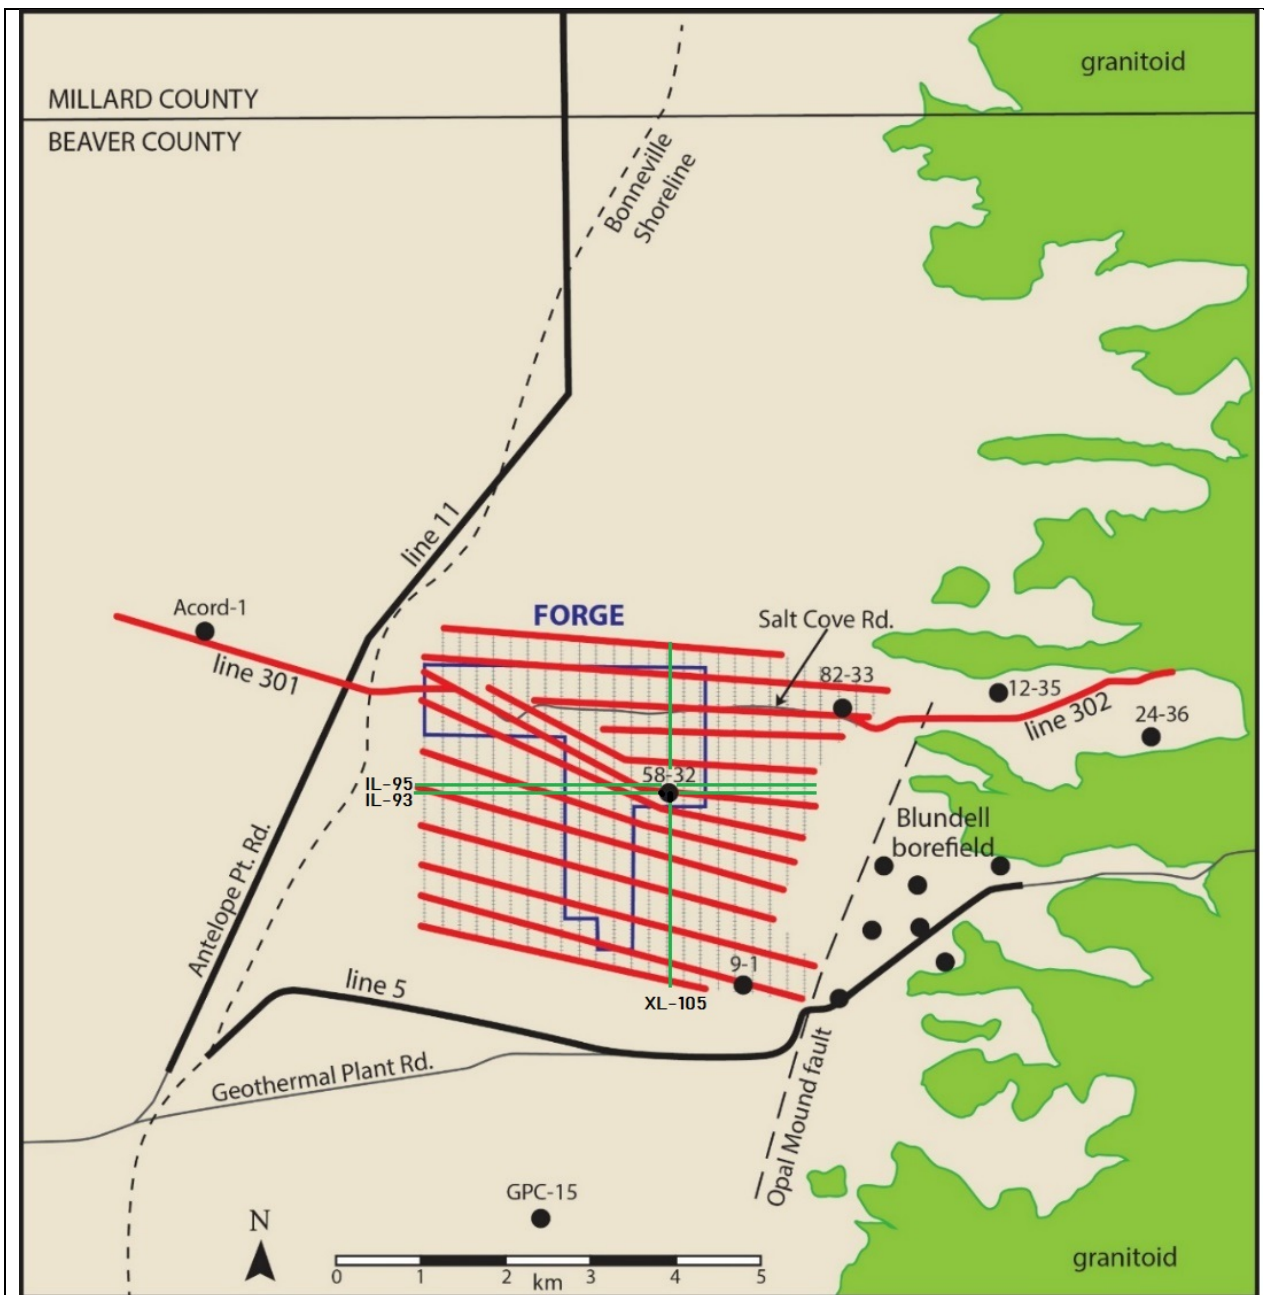 granitoid
MILLARD COUNTY
BEAVER COUNTY
Bonneville
Shoreline
line 11
Acord-1
FORGE
Salt Cove Rd.
line 301
82-33
12-35
line 302
24-36
58-32
IL-95
IL-93
Blundell
borefield
Antelope Pt. Rd.
9-1
line 5
XL-105
Geothermal Plant Rd.
Opal Mound fault
GPC-15
N
granitoid
0 1 2 3 4 5
km